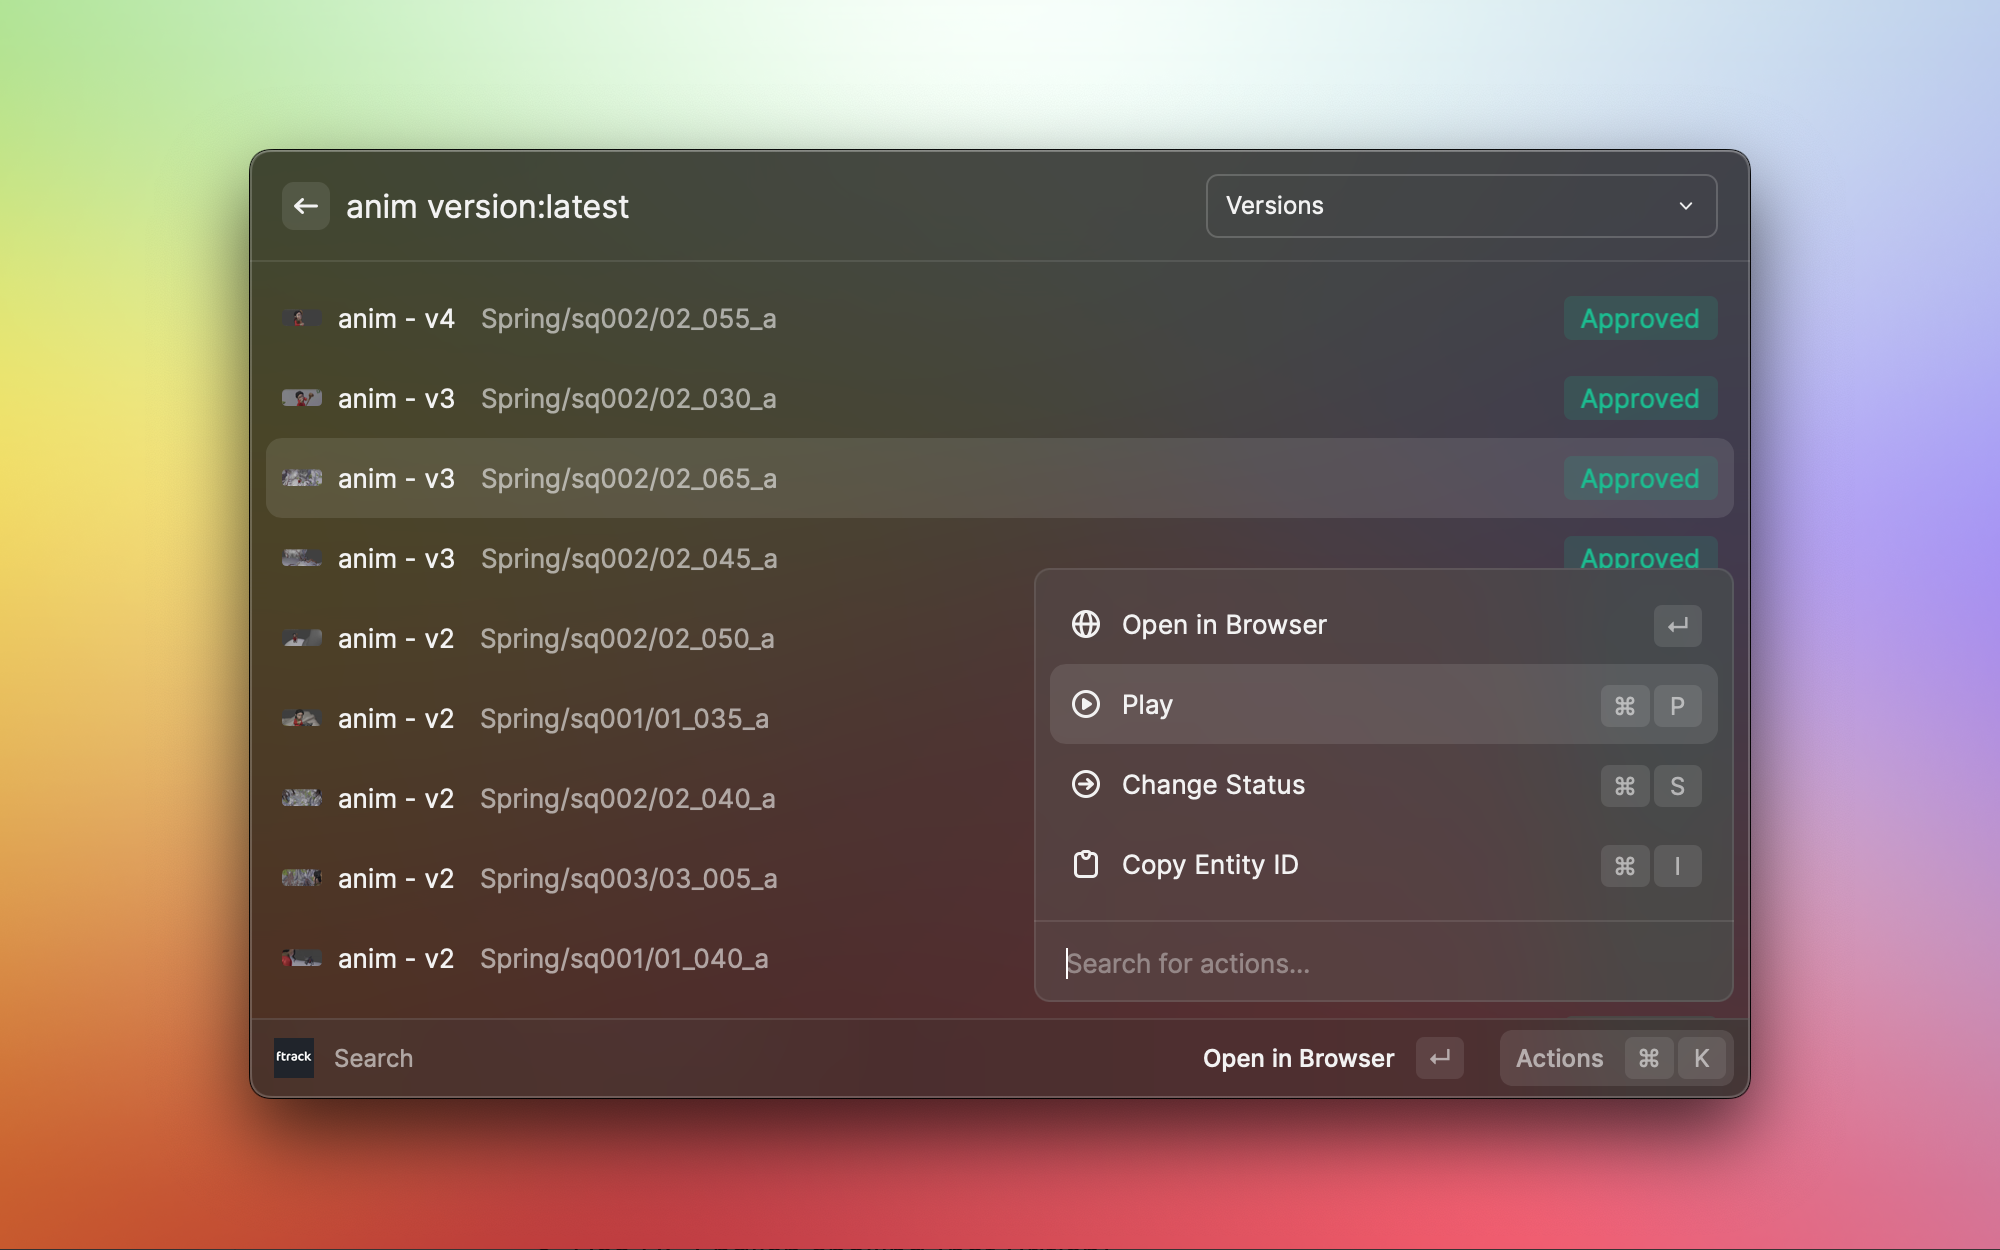 anim version:latest
Versions
anim - v4 Spring/sq002/02_055_a Approved
anim - v3 Spring/sq002/02_030_a Approved
anim - v3 Spring/sq002/02_065_a Approved
anim - v3 Spring/sq002/02_045_a Approved
anim - v2 Spring/sq002/02_050_a
anim - v2 Spring/sq001/01_035_a
anim - v2 Spring/sq002/02_040_a
anim - v2 Spring/sq003/03_005_a
anim - v2 Spring/sq001/01_040_a
Open in Browser ↵
Play ⌘ P
Change Status ⌘ S
Copy Entity ID ⌘ I
Search for actions...
ftrack Search Open in Browser ↵ Actions ⌘ K